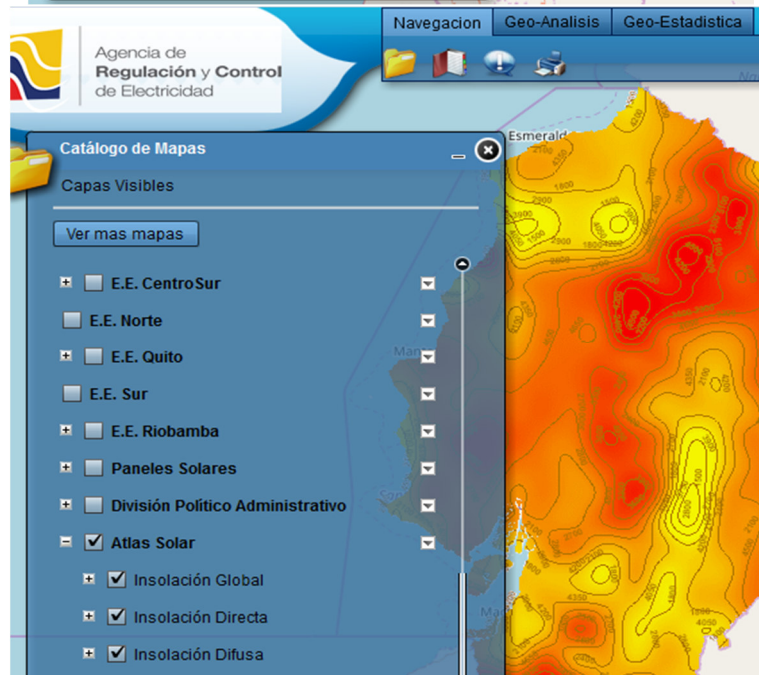 Navegacion Geo-Analisis Geo-Estadistica
Agencia de
Regulación y Control
de Electricidad
Esmerald
Catálogo de Mapas
Capas Visibles
Ver mas mapas
E.E. CentroSur
E.E. Norte
E.E. Quito
E.E. Sur
E.E. Riobamba
Paneles Solares
División Político Administrativo
Atlas Solar
Insolación Global
Insolación Directa
Insolación Difusa